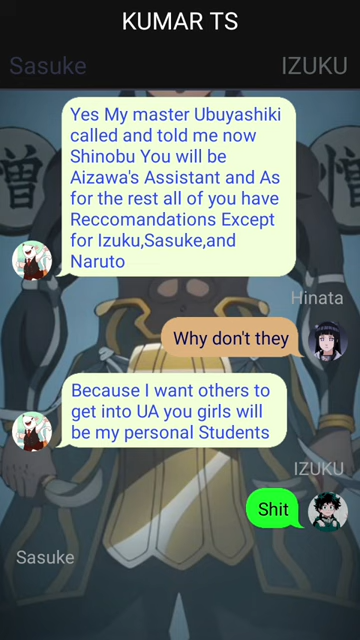 KUMAR TS
Sasuke
IZUKU
Yes My master Ubuyashiki
called and told me now
Shinobu You will be
Aizawa's Assistant and As
for the rest all of you have
Reccomandations Except
for Izuku,Sasuke,and
Naruto
Hinata
Why don't they
Because I want others to
get into UA you girls will
be my personal Students
IZUKU
Shit
Sasuke
憎